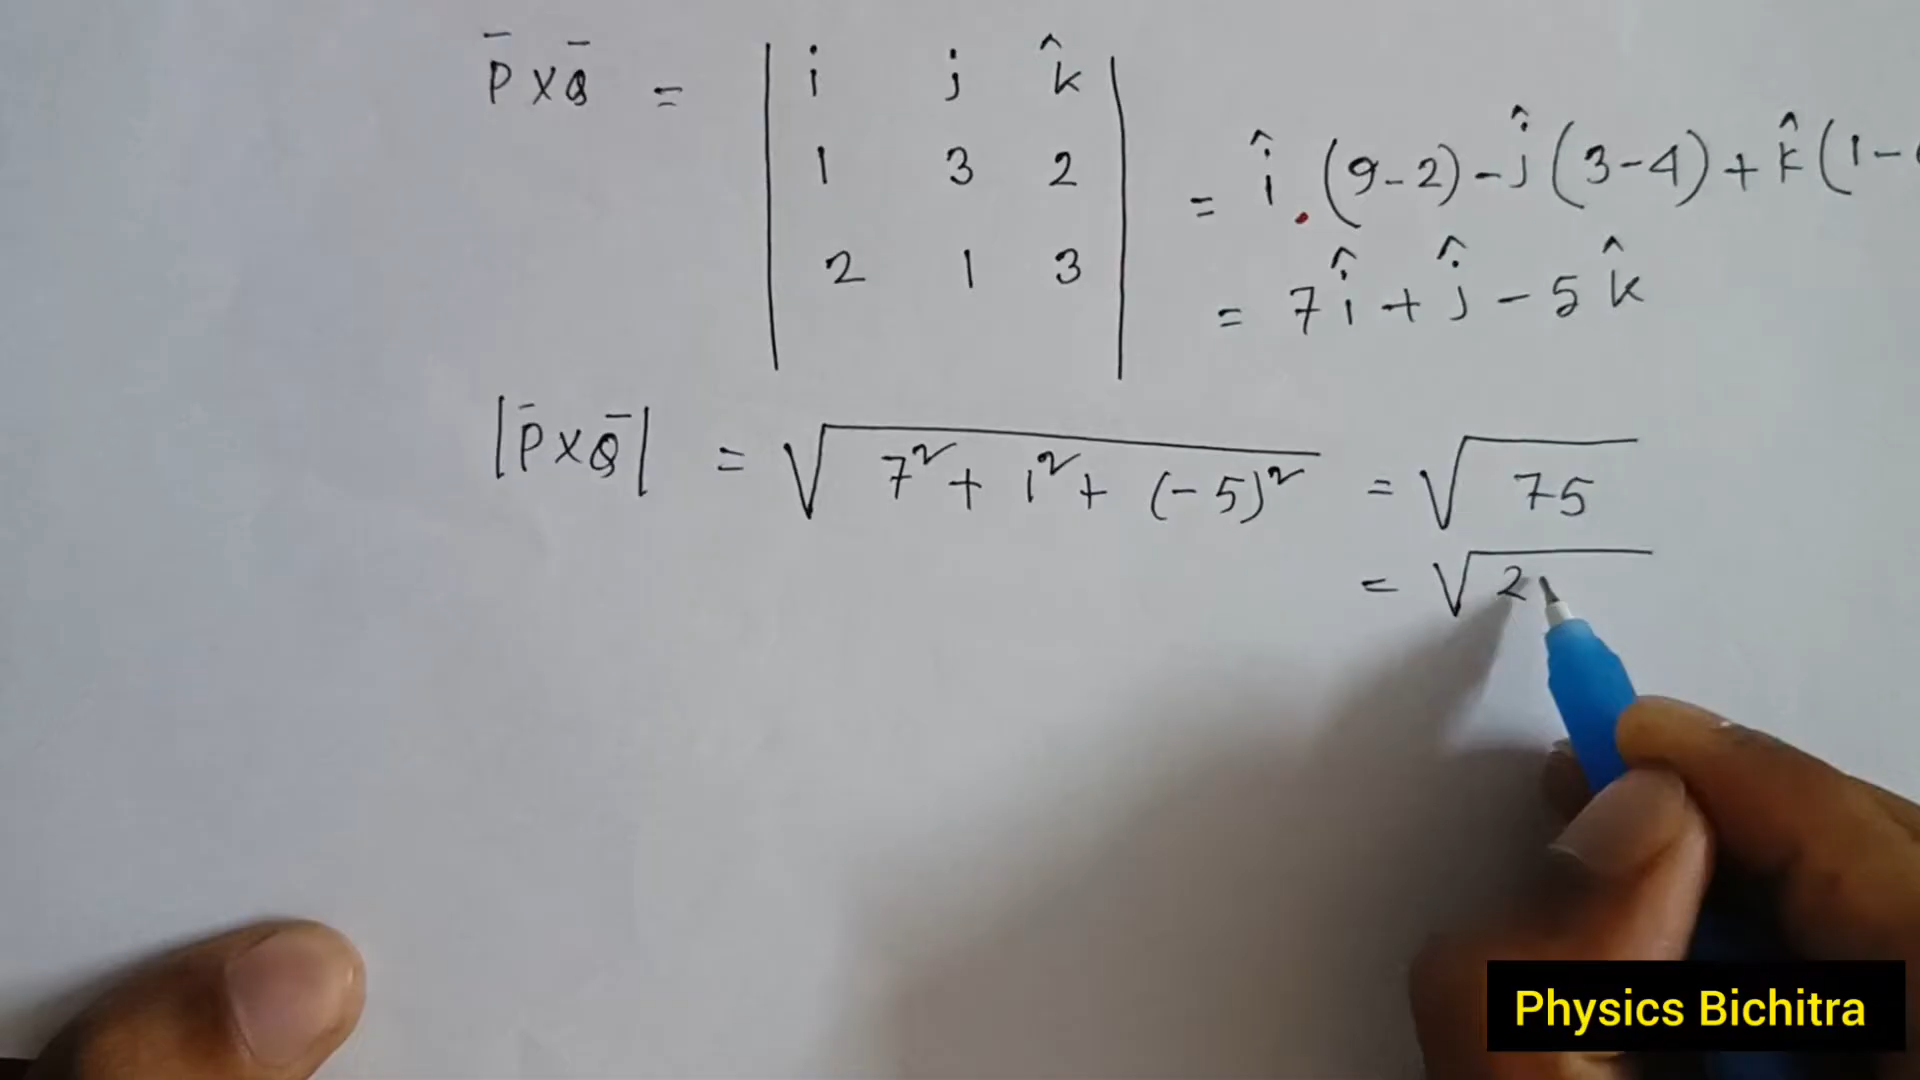 P̄ × Q̄ = | i j k̂ |
| 1 3 2 |
| 2 1 3 |
= î . (9-2) - ĵ (3-4) + k̂ (1-
= 7î + ĵ - 5k̂
|P̄ × Q̄| = √(7² + 1² + (-5)²) = √75
= √2
Physics Bichitra